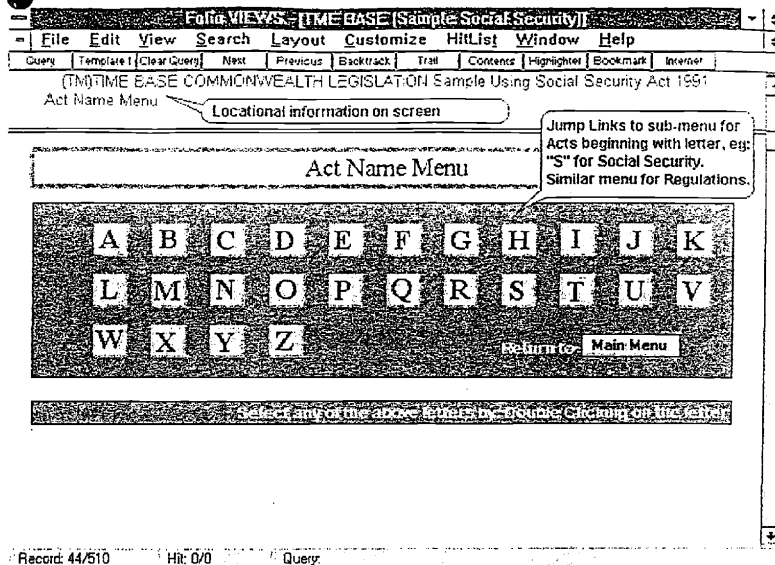 Folio VIEWS - [TIME BASE (Sample Social Security)]
File Edit View Search Layout Customize HitList Window Help
Query Template Clear Query Next Previous Backtrack Trail Contents Highlighter Bookmark Internet
(TM)TIME BASE COMMONWEALTH LEGISLATION Sample Using Social Security Act 1991
Act Name Menu
Locational information on screen
Jump Links to sub-menu for
Acts beginning with letter, eg:
"S" for Social Security.
Similar menu for Regulations.
Act Name Menu
A B C D E F G H I J K
L M N O P Q R S T U V
W X Y Z
Return to Main Menu
Select any of the above letters by Double Clicking on the letter
Record: 44/510 Hit: 0/0 Query: